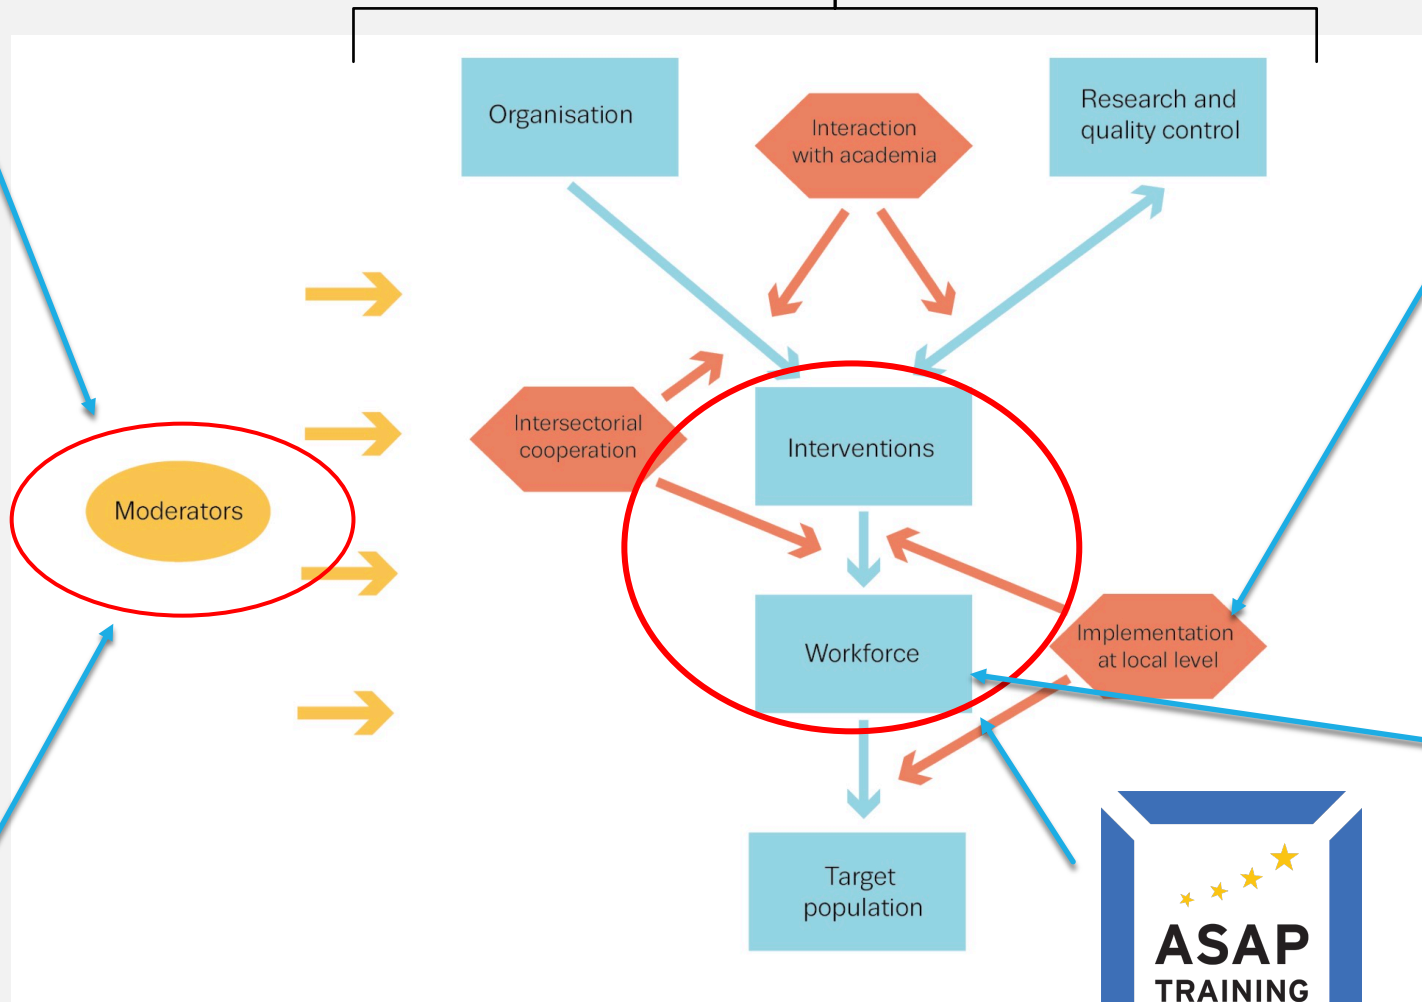 Organisation
Interaction
with academia
Research and
quality control
Intersectorial
cooperation
Interventions
Moderators
Workforce
Implementation
at local level
Target
population
ASAP
TRAINING